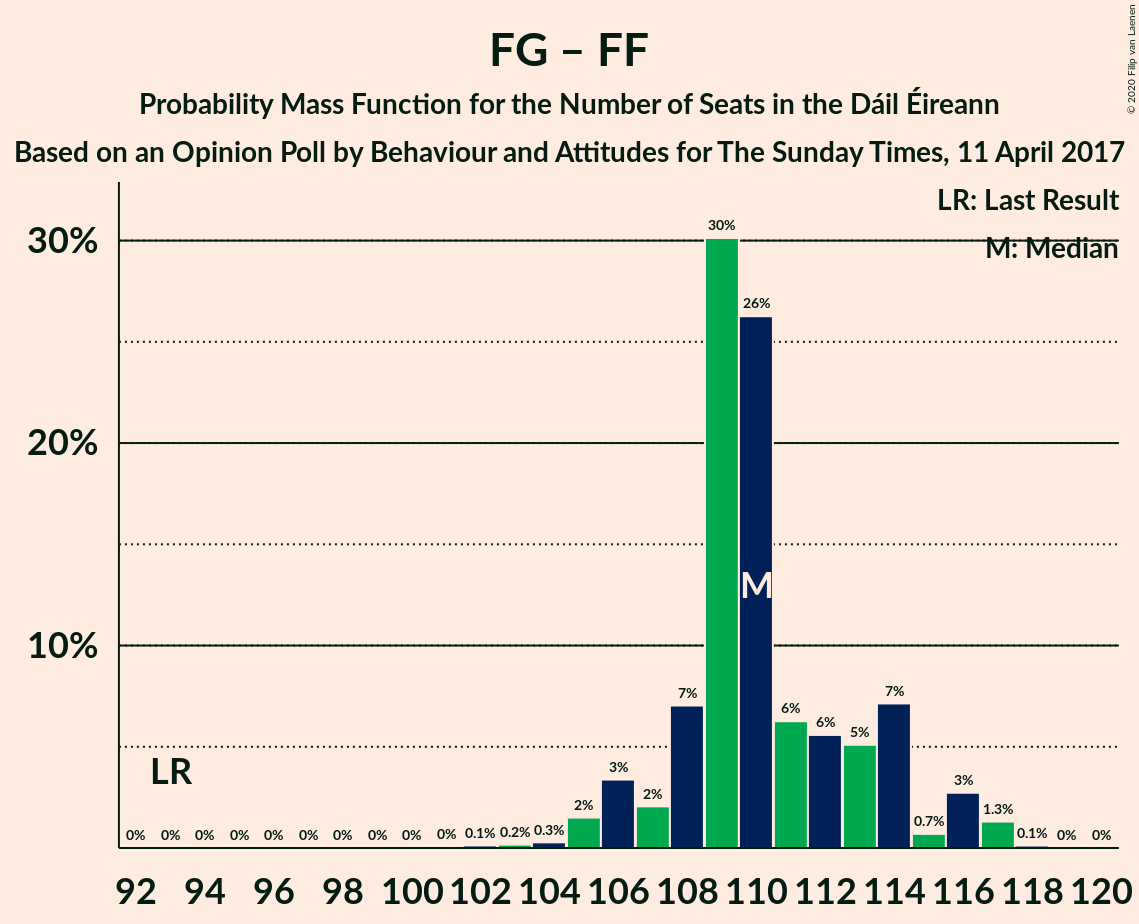 FG – FF
Probability Mass Function for the Number of Seats in the Dáil Éireann
Based on an Opinion Poll by Behaviour and Attitudes for The Sunday Times, 11 April 2017
© 2020 Filip van Laenen
LR: Last Result
M: Median
30%
20%
10%
LR
M
0% 0% 0% 0% 0% 0% 0% 0% 0% 0% 0.1% 0.2% 0.3% 2% 3% 2% 7% 30% 26% 6% 6% 5% 7% 0.7% 3% 1.3% 0.1% 0% 0%
92 94 96 98 100 102 104 106 108 110 112 114 116 118 120